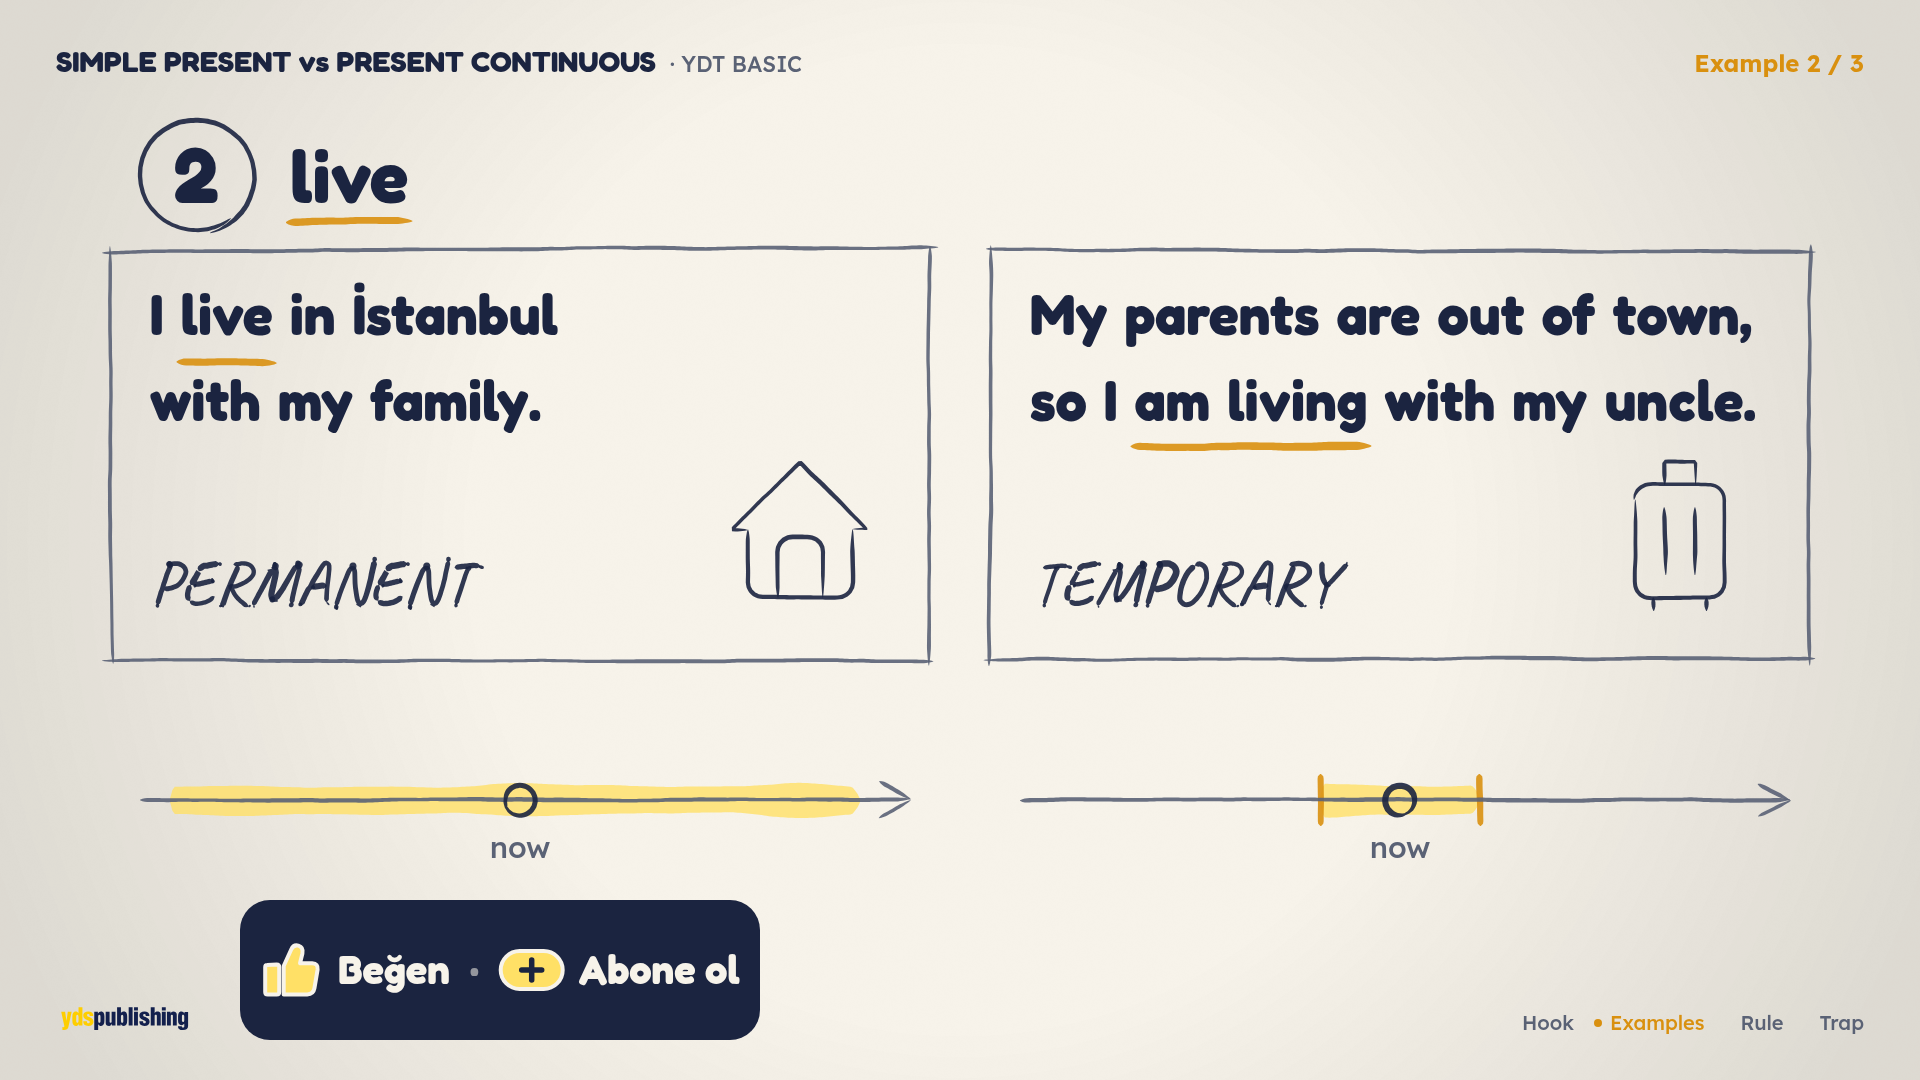 SIMPLE PRESENT vs PRESENT CONTINUOUS · YDT BASIC
Example 2 / 3
2 live
I live in İstanbul
with my family.
PERMANENT
My parents are out of town,
so I am living with my uncle.
TEMPORARY
now
now
Beğen · Abone ol
ydspublishing
Hook • Examples Rule Trap